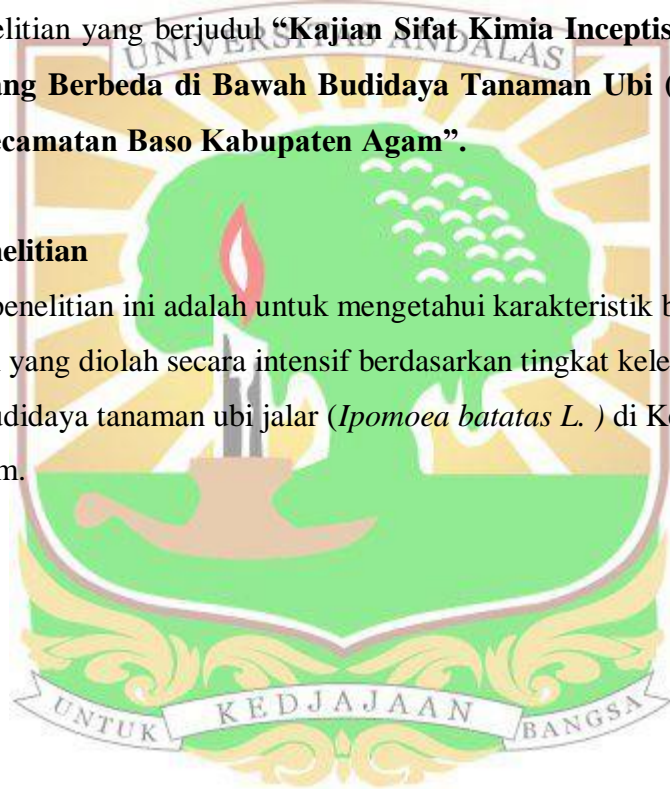 elitian yang berjudul “Kajian Sifat Kimia Inceptis
UNIVERSITAS ANDALAS
ang Berbeda di Bawah Budidaya Tanaman Ubi (
ecamatan Baso Kabupaten Agam”.
nelitian
penelitian ini adalah untuk mengetahui karakteristik b
yang diolah secara intensif berdasarkan tingkat kele
udidaya tanaman ubi jalar (Ipomoea batatas L. ) di Ke
m.
UNTUK KEDJAJAAN BANGSA